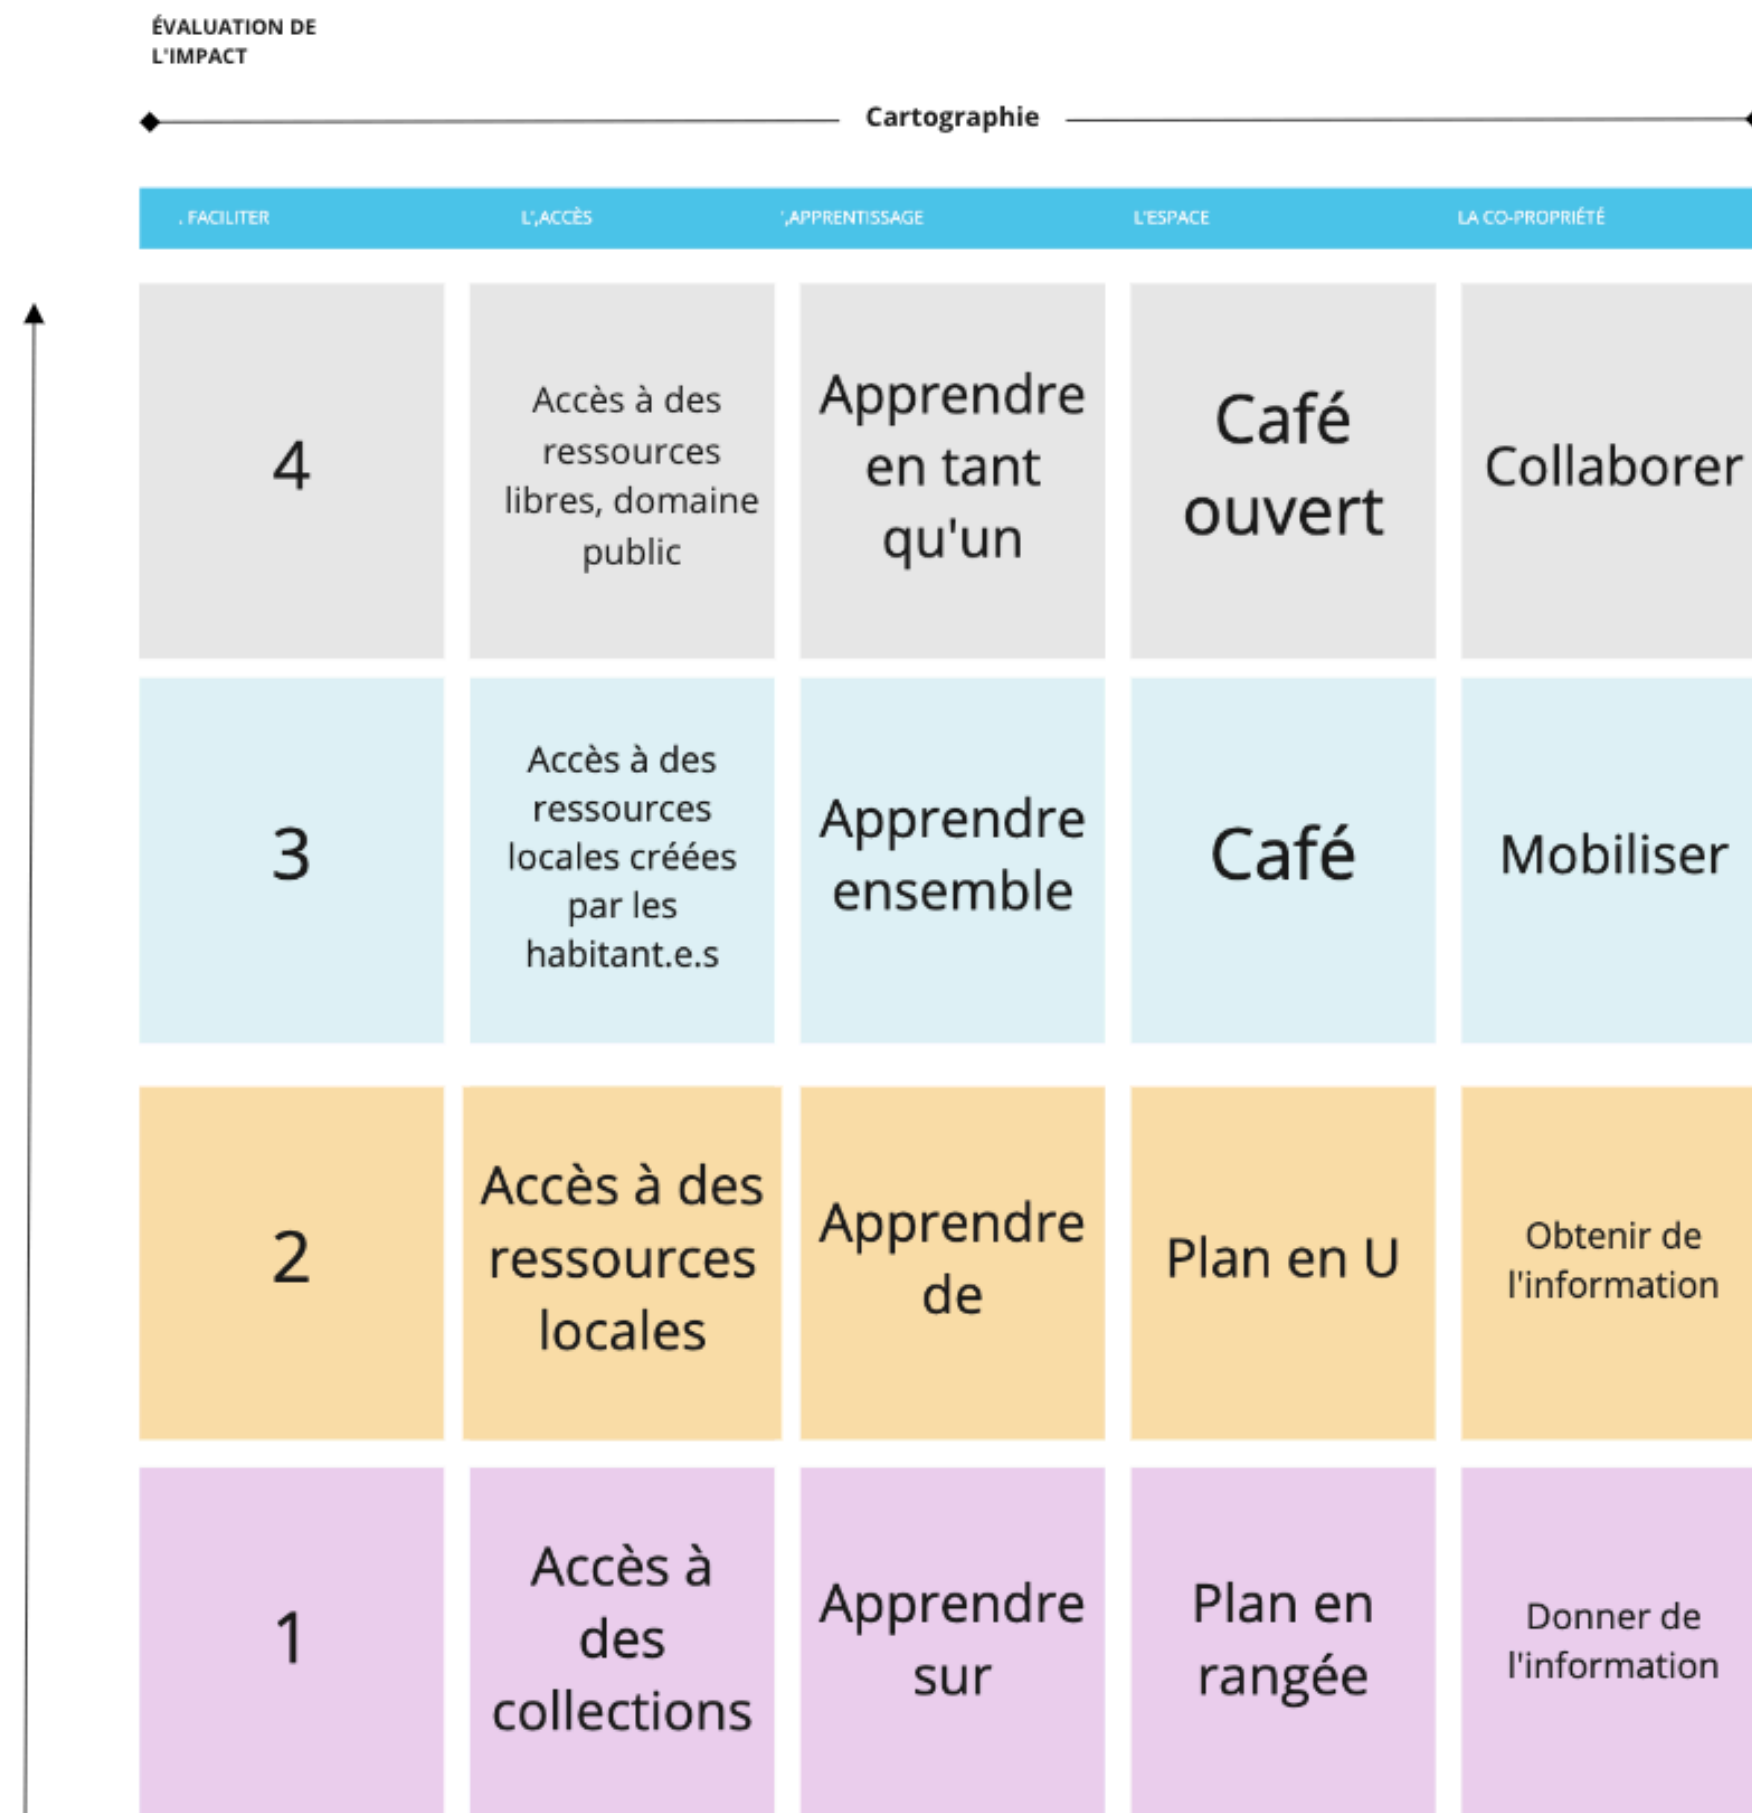 ÉVALUATION DE
L'IMPACT
Cartographie
. FACILITER
L',ACCÈS
',APPRENTISSAGE
L'ESPACE
LA CO-PROPRIÉTÉ
4
Accès à des
ressources
libres, domaine
public
Apprendre
en tant
qu'un
Café
ouvert
Collaborer
3
Accès à des
ressources
locales créées
par les
habitant.e.s
Apprendre
ensemble
Café
Mobiliser
2
Accès à des
ressources
locales
Apprendre
de
Plan en U
Obtenir de
l'information
1
Accès à
des
collections
Apprendre
sur
Plan en
rangée
Donner de
l'information